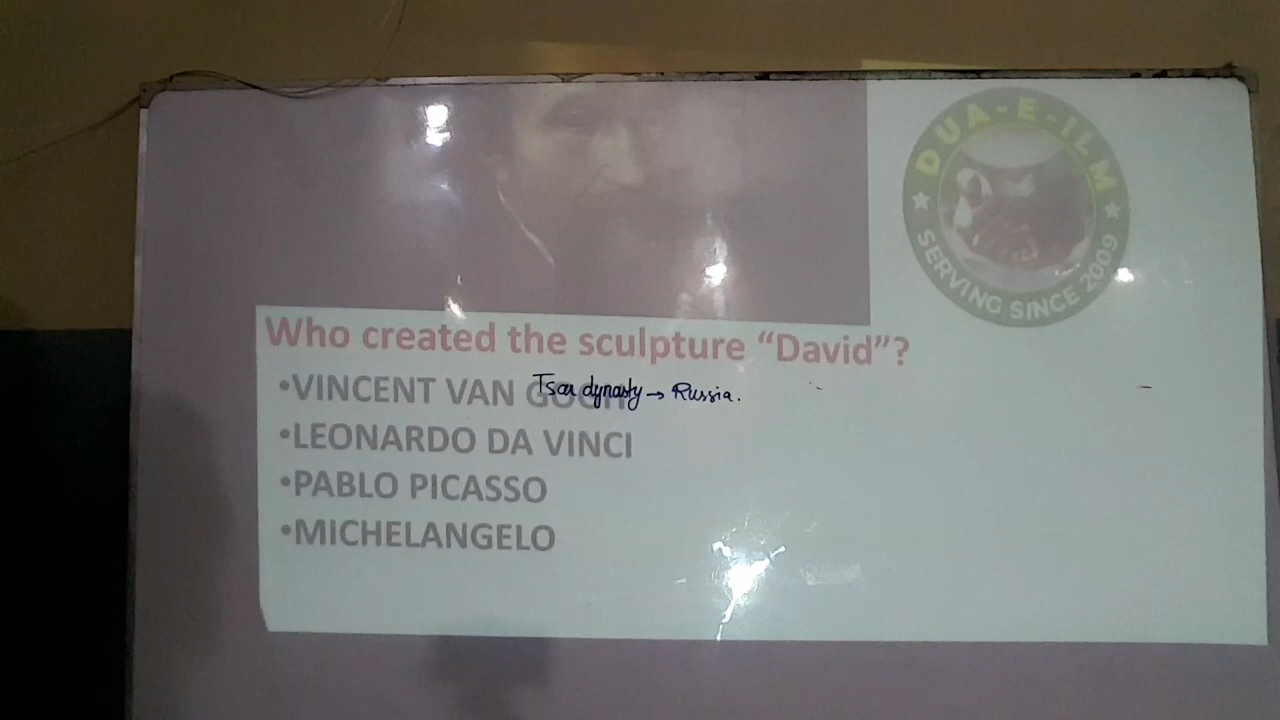 DUA-E-ILM
SERVING SINCE 2009
Who created the sculpture “David”?
•VINCENT VAN GOGH
Tsar dynasty → Russia.
•LEONARDO DA VINCI
•PABLO PICASSO
•MICHELANGELO